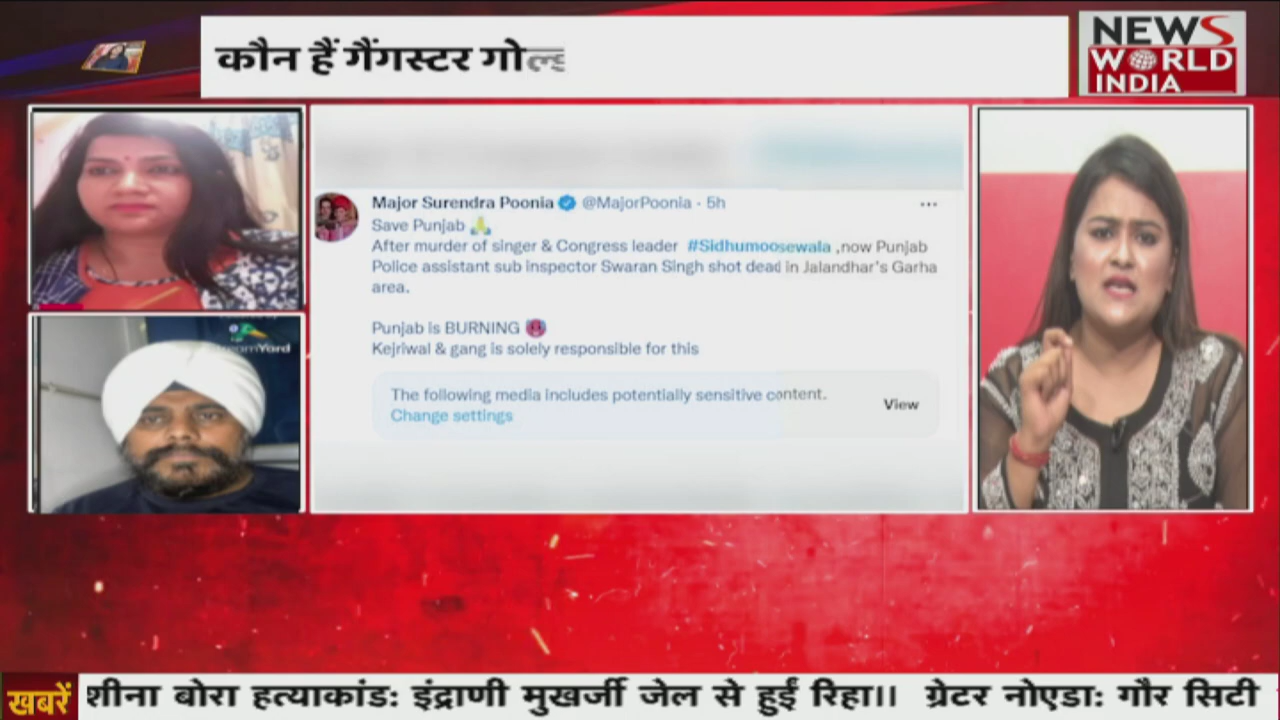 कौन हैं गैंगस्टर
NEWS
WORLD
INDIA
Major Surendra Poonia @MajorPoonia · 5h
Save Punjab
After murder of singer & Congress leader #Sidhumoosewala ,now Punjab
Police assistant sub inspector Swaran Singh shot dead in Jalandhar's Garha
area.
Punjab is BURNING
Kejriwal & gang is solely responsible for this
The following media includes potentially sensitive content.
Change settings
View
खबरें
शीना बोरा हत्याकांड: इंद्राणी मुखर्जी जेल से हुईं रिहा।। ग्रेटर नोएडा: गौर सिटी